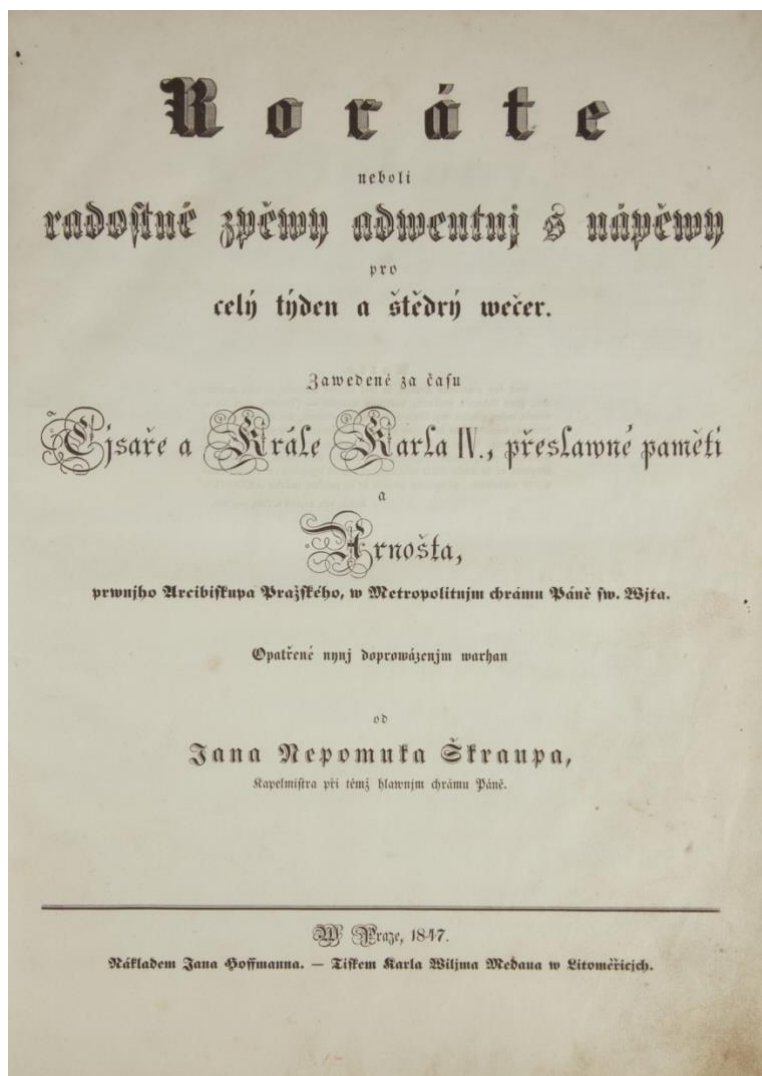 Roráte
neboli
radostné zpěwy adwentnj s nápěwy
pro
celý týden a štědrý wečer.
Zawedené za času
Cjsaře a Krále Karla IV., přeslawné paměti
a
Arnošta,
prwnjho Arcibiskupa Pražského, w Metropolitnjm chrámu Páně sw. Wjta.
Opatřené nynj doprowázenjm warhan
od
Jana Nepomuka Škraupa,
Kapelmistra při témž hlawnjm chrámu Páně.
W Praze, 1847.
Nákladem Jana Hoffmanna. — Tiskem Karla Wiljma Medaua w Litoměřicjch.